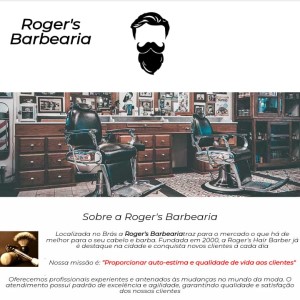 Roger's
Barbearia
Sobre a Roger's Barbearia
Localizada no Brás a Roger's Barbearia traz para o mercado o que há de
melhor para o seu cabelo e barba. Fundada em 2000, a Roger's Hair Barber já
é destaque na cidade e conquista novos clientes a cada dia
Nossa missão é: "Proporcionar auto-estima e qualidade de vida aos clientes"
Oferecemos profissionais experientes e antenados às mudanças no mundo da moda. O
atendimento possui padrão de excelência e agilidade, garantindo qualidade e satisfação
dos nossos clientes